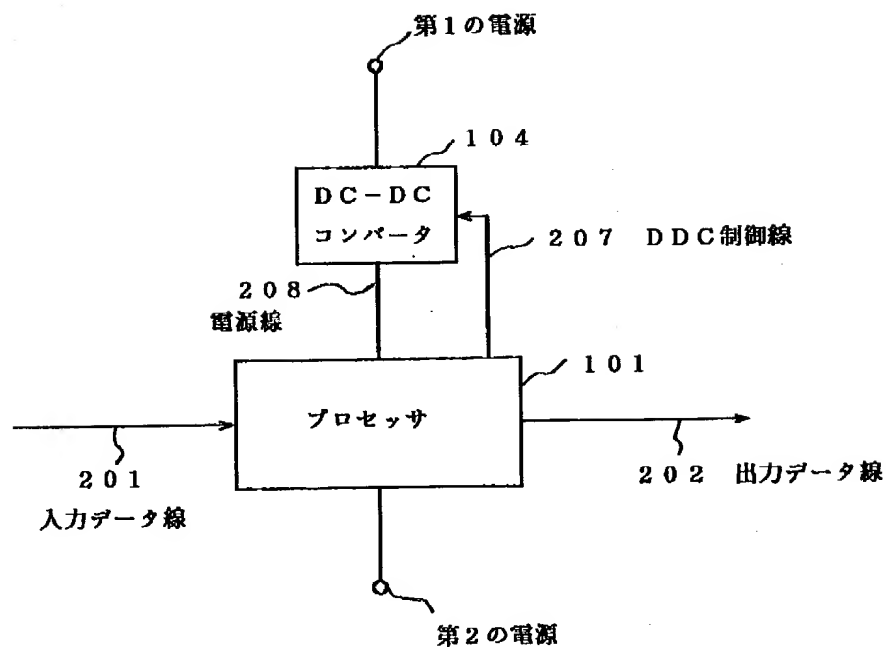 第１の電源
１０４
ＤＣ－ＤＣ
コンバータ
２０７　ＤＤＣ制御線
２０８
電源線
１０１
プロセッサ
２０１
入力データ線
２０２　出力データ線
第２の電源